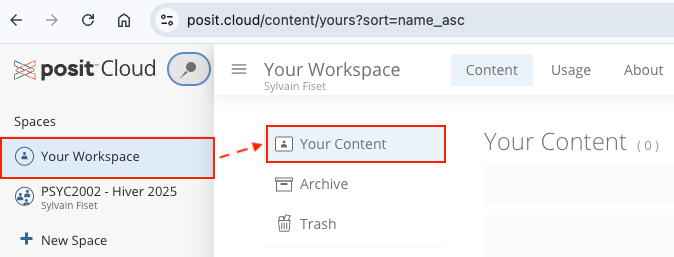 posit.cloud/content/yours?sort=name_asc
posit Cloud
Spaces
Your Workspace
PSYC2002 - Hiver 2025
Sylvain Fiset
New Space
Your Workspace
Sylvain Fiset
Content Usage About
Your Content
Archive
Trash
Your Content ( 0 )